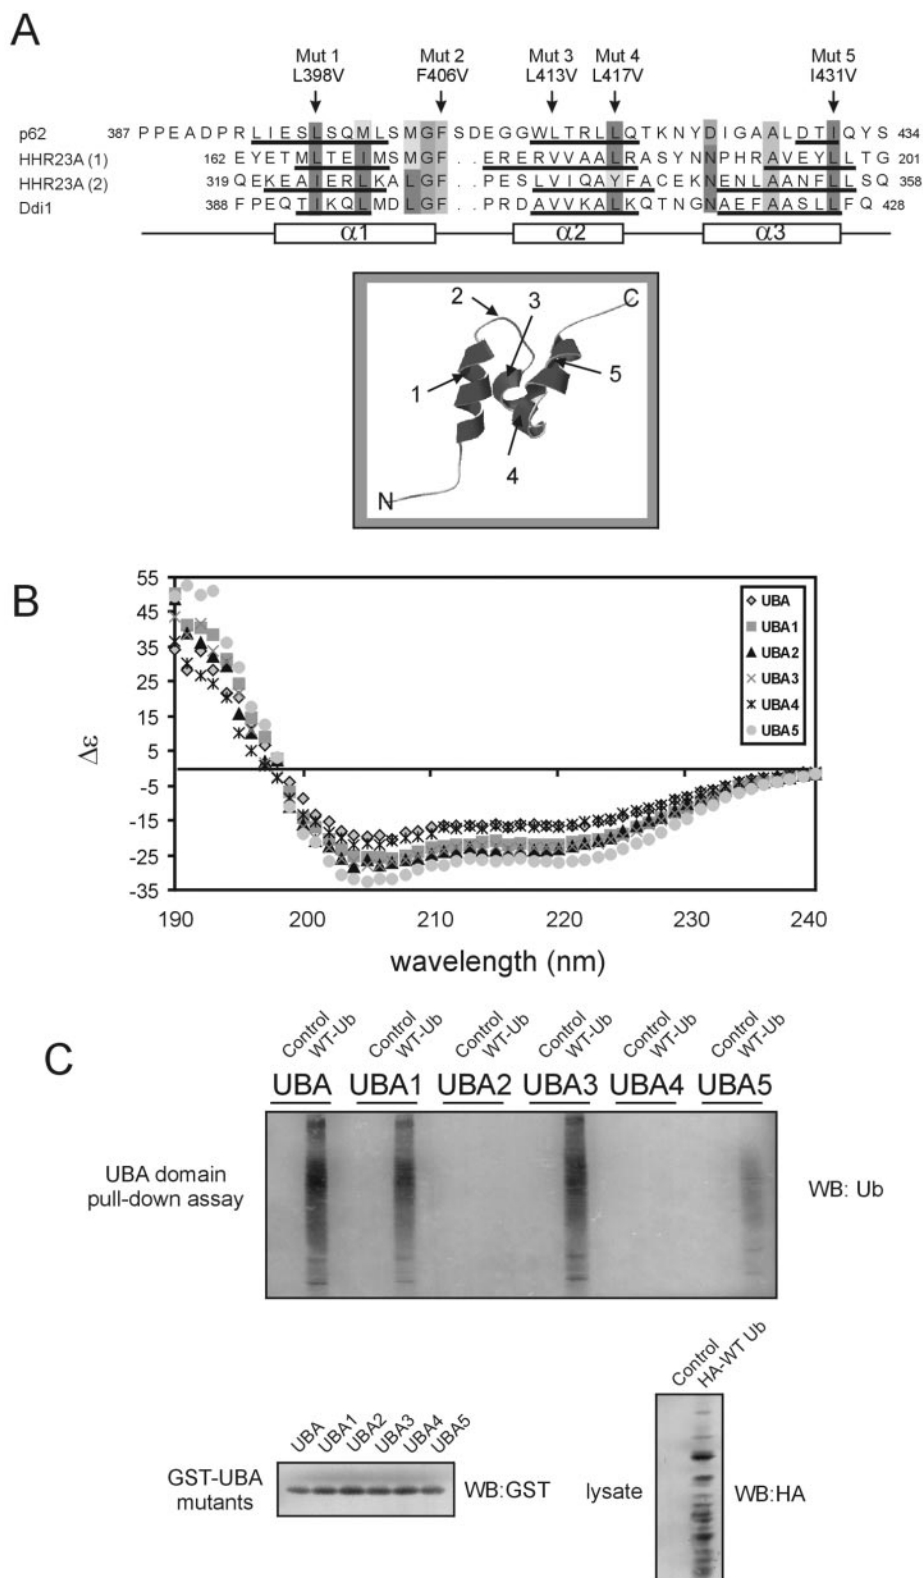 A
Mut 1 Mut 2 Mut 3 Mut 4 Mut 5
L398V F406V L413V L417V I431V
p62 387 PPEADPRLIESLSQMLSMGFSDEGGWLTRLLQTKNYDIGAALDTIQYS 434
HHR23A (1) 162 EYETMLTEIMSMGF..ERERVVAALRASYNNPHRAVEYLLTG 201
HHR23A (2) 319 QEKEAIERLKALGF..PESLVIQAYFACEKNENLAANFLLSQ 358
Ddi1 388 FPEQTIKQLMDLGF..PRDAVVKALKQTNGNAEFAASLLFQ 428
α1 α2 α3
2 3 C
1 5
4
N
B
55
45
35
25
15
5
-5
-15
-25
-35
Δε
190 200 210 220 230 240
wavelength (nm)
UBA
UBA1
UBA2
UBA3
UBA4
UBA5
C
Control WT-Ub Control WT-Ub Control WT-Ub Control WT-Ub Control WT-Ub Control WT-Ub
UBA UBA1 UBA2 UBA3 UBA4 UBA5
UBA domain
pull-down assay
WB: Ub
UBA UBA1 UBA2 UBA3 UBA4 UBA5
GST-UBA
mutants
WB:GST
Control HA-WT Ub
lysate
WB:HA